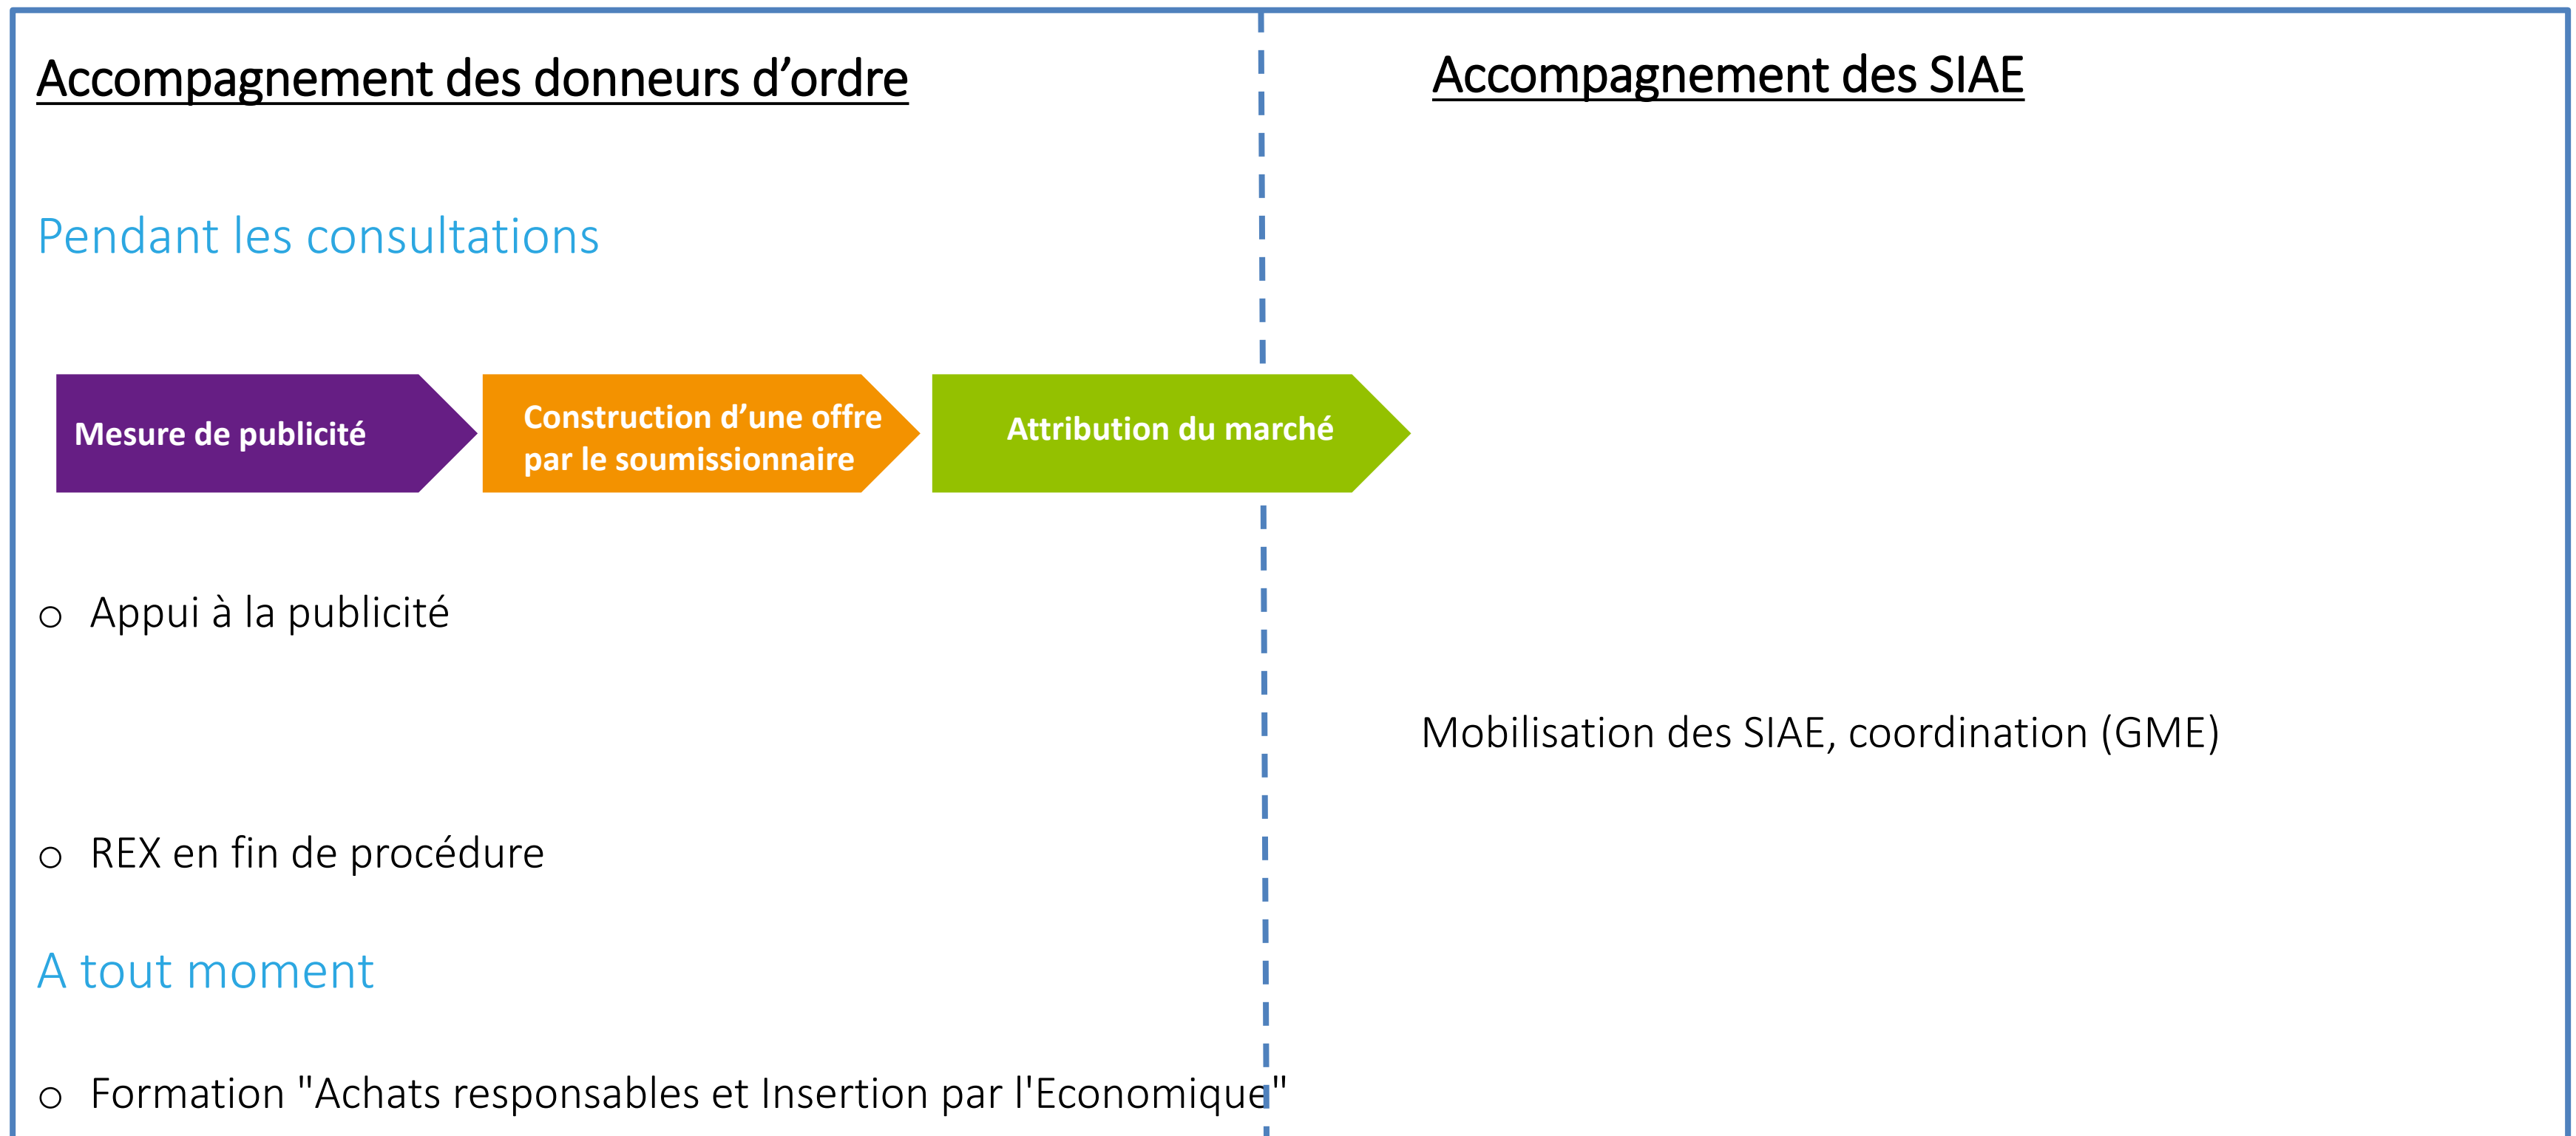 Accompagnement des donneurs d’ordre
Accompagnement des SIAE
Pendant les consultations
Mesure de publicité
Construction d’une offre
par le soumissionnaire
Attribution du marché
o Appui à la publicité
Mobilisation des SIAE, coordination (GME)
o REX en fin de procédure
A tout moment
o Formation "Achats responsables et Insertion par l'Economique"